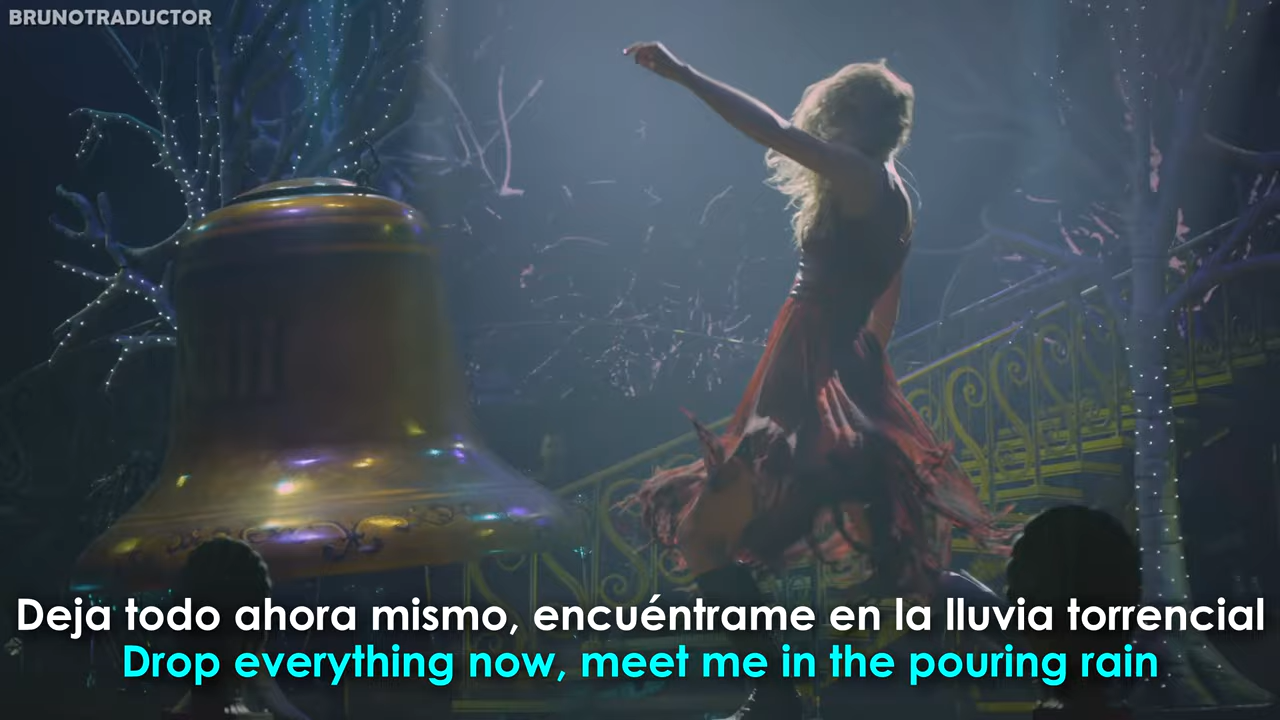 BRUNOTRADUCTOR
Deja todo ahora mismo, encuéntrame en la lluvia torrencial
Drop everything now, meet me in the pouring rain